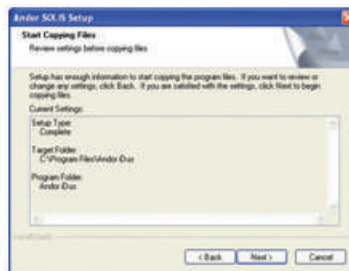 Andor SOLIS Setup
Start Copying Files
Review settings before copying files.
Setup has enough information to start copying the program files. If you want to review or
change any settings, click Back. If you are satisfied with the settings, click Next to begin
copying files.
Current Settings:
Setup Type:
Complete
Target Folder:
C:\Program Files\Andor iDus
Program Folder:
Andor iDus
< Back
Next >
Cancel